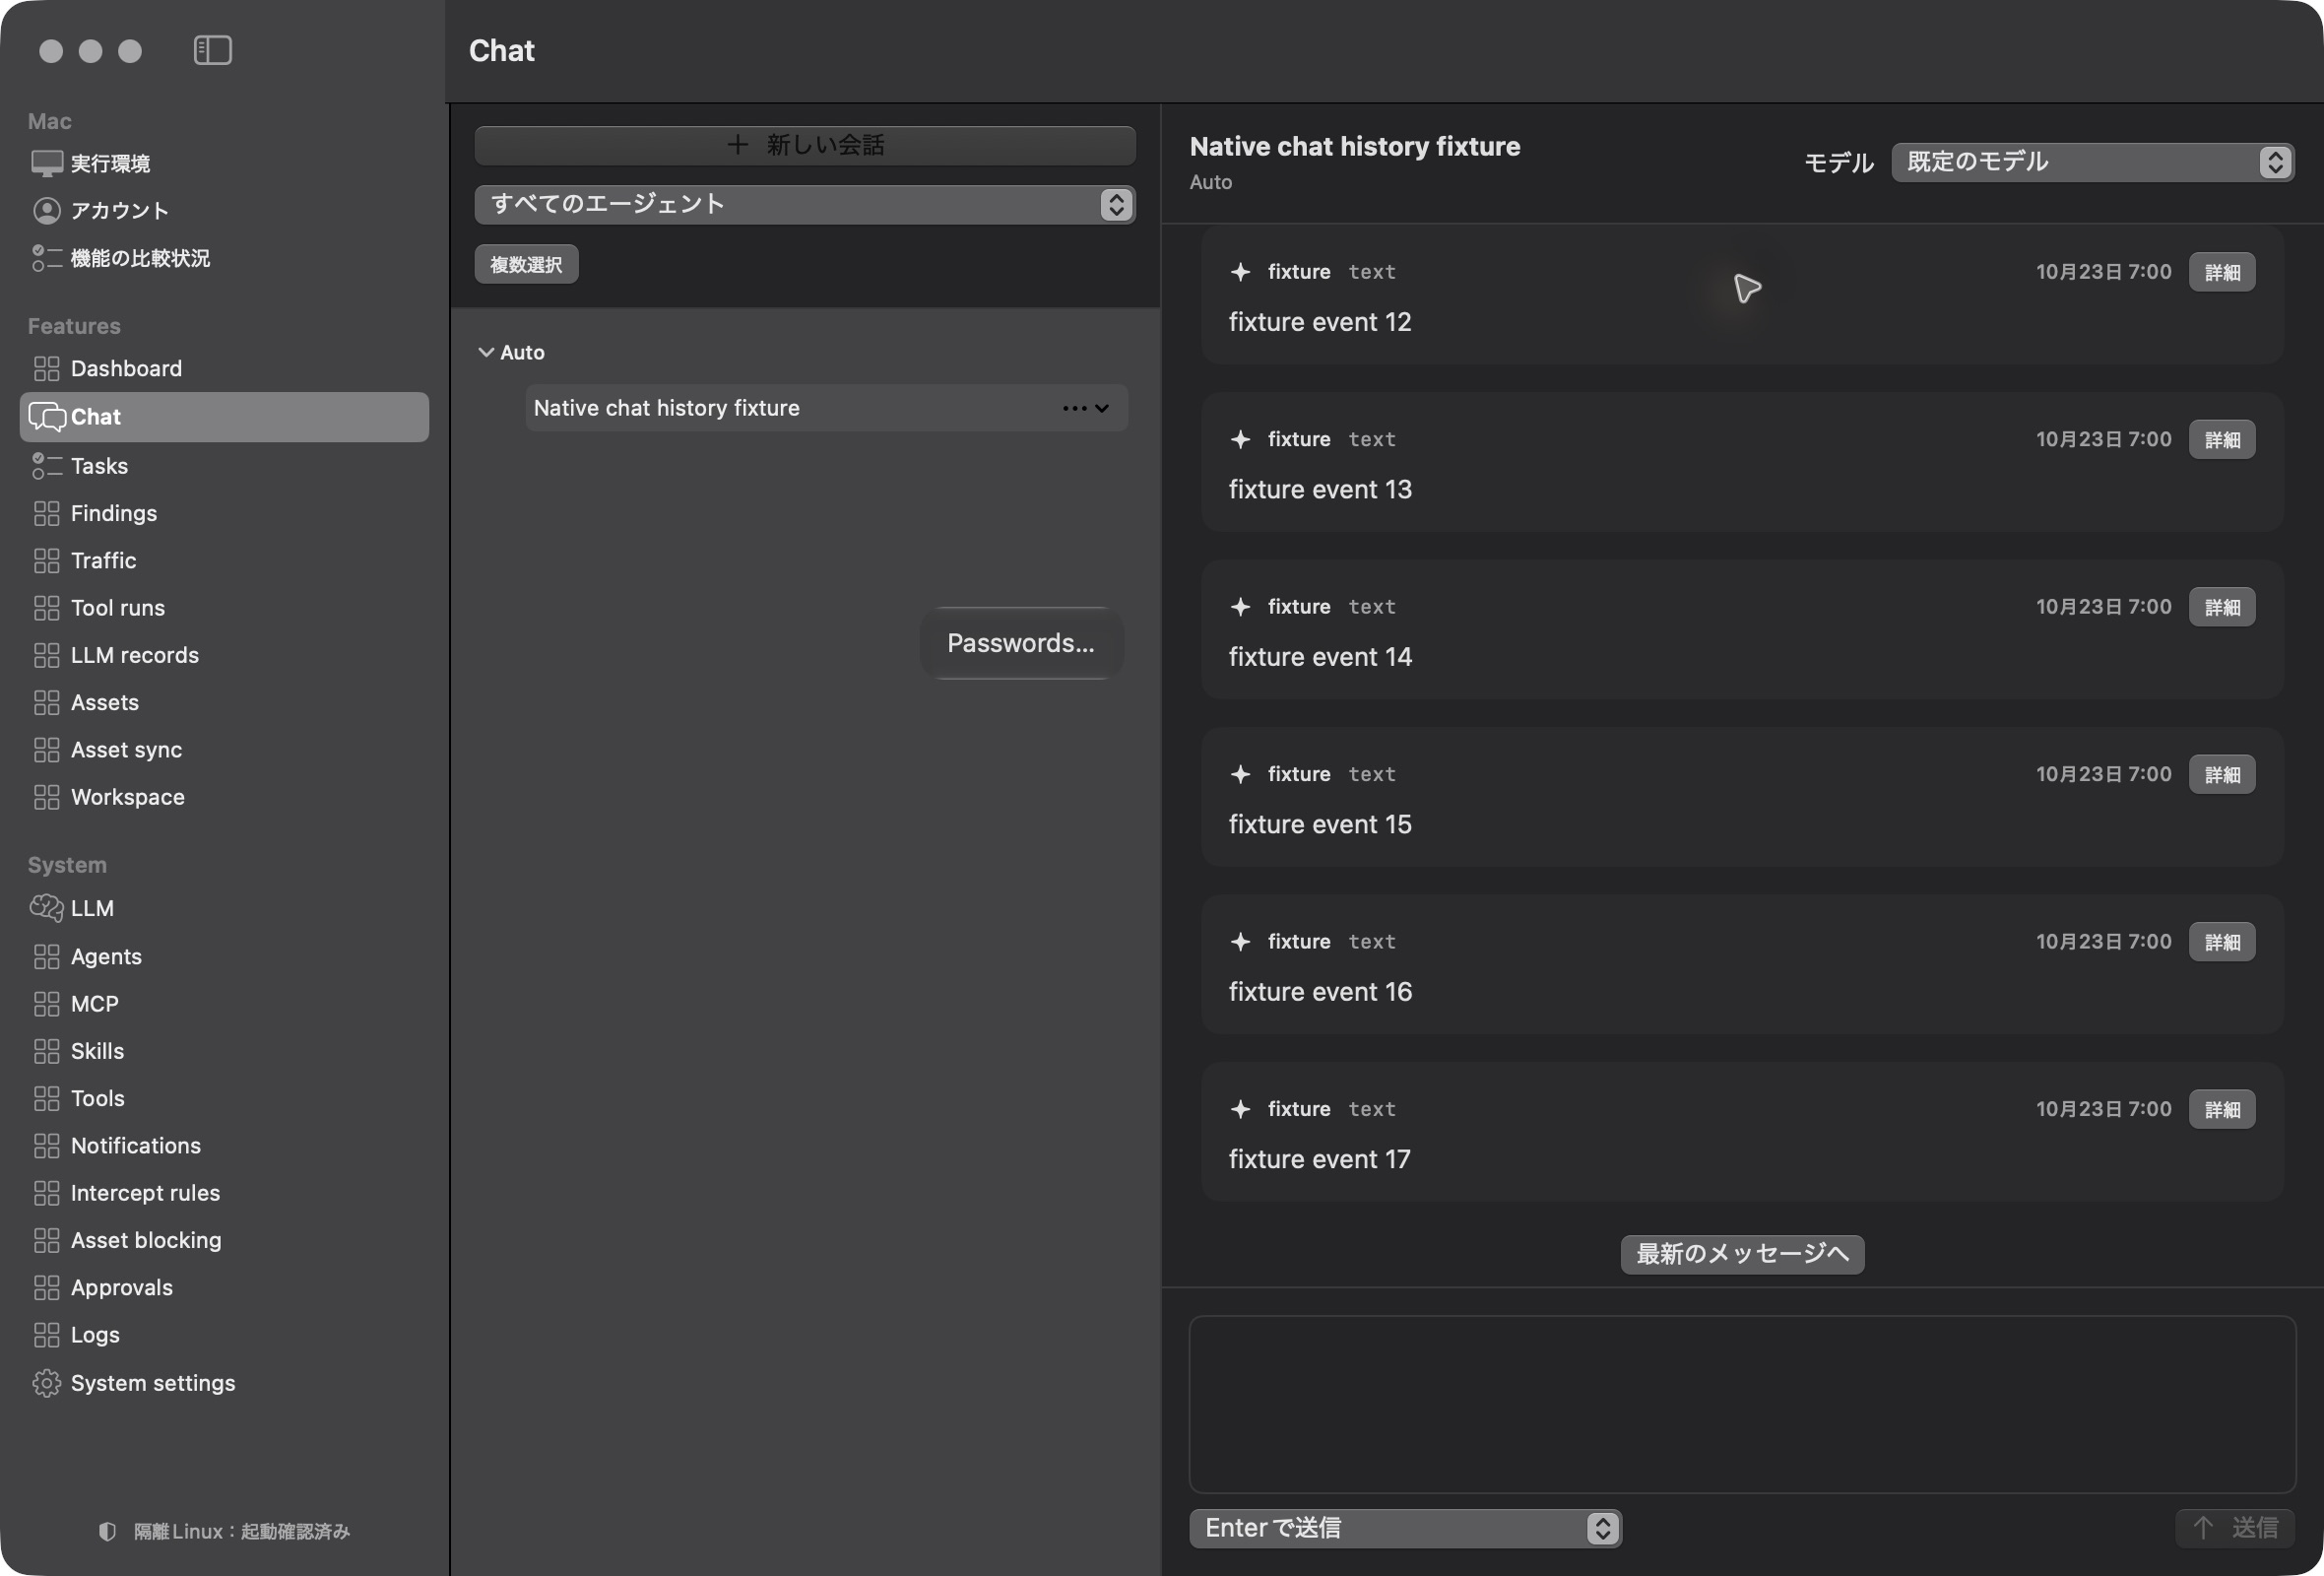 Chat
Mac
実行環境
アカウント
機能の比較状況
Features
Dashboard
Chat
Tasks
Findings
Traffic
Tool runs
LLM records
Assets
Asset sync
Workspace
System
LLM
Agents
MCP
Skills
Tools
Notifications
Intercept rules
Asset blocking
Approvals
Logs
System settings
隔離Linux：起動確認済み
新しい会話
すべてのエージェント
複数選択
Auto
Native chat history fixture
Passwords...
Native chat history fixture
Auto
モデル 既定のモデル
fixture text 10月23日 7:00 詳細
fixture event 12
fixture text 10月23日 7:00 詳細
fixture event 13
fixture text 10月23日 7:00 詳細
fixture event 14
fixture text 10月23日 7:00 詳細
fixture event 15
fixture text 10月23日 7:00 詳細
fixture event 16
fixture text 10月23日 7:00 詳細
fixture event 17
最新のメッセージへ
Enterで送信
送信